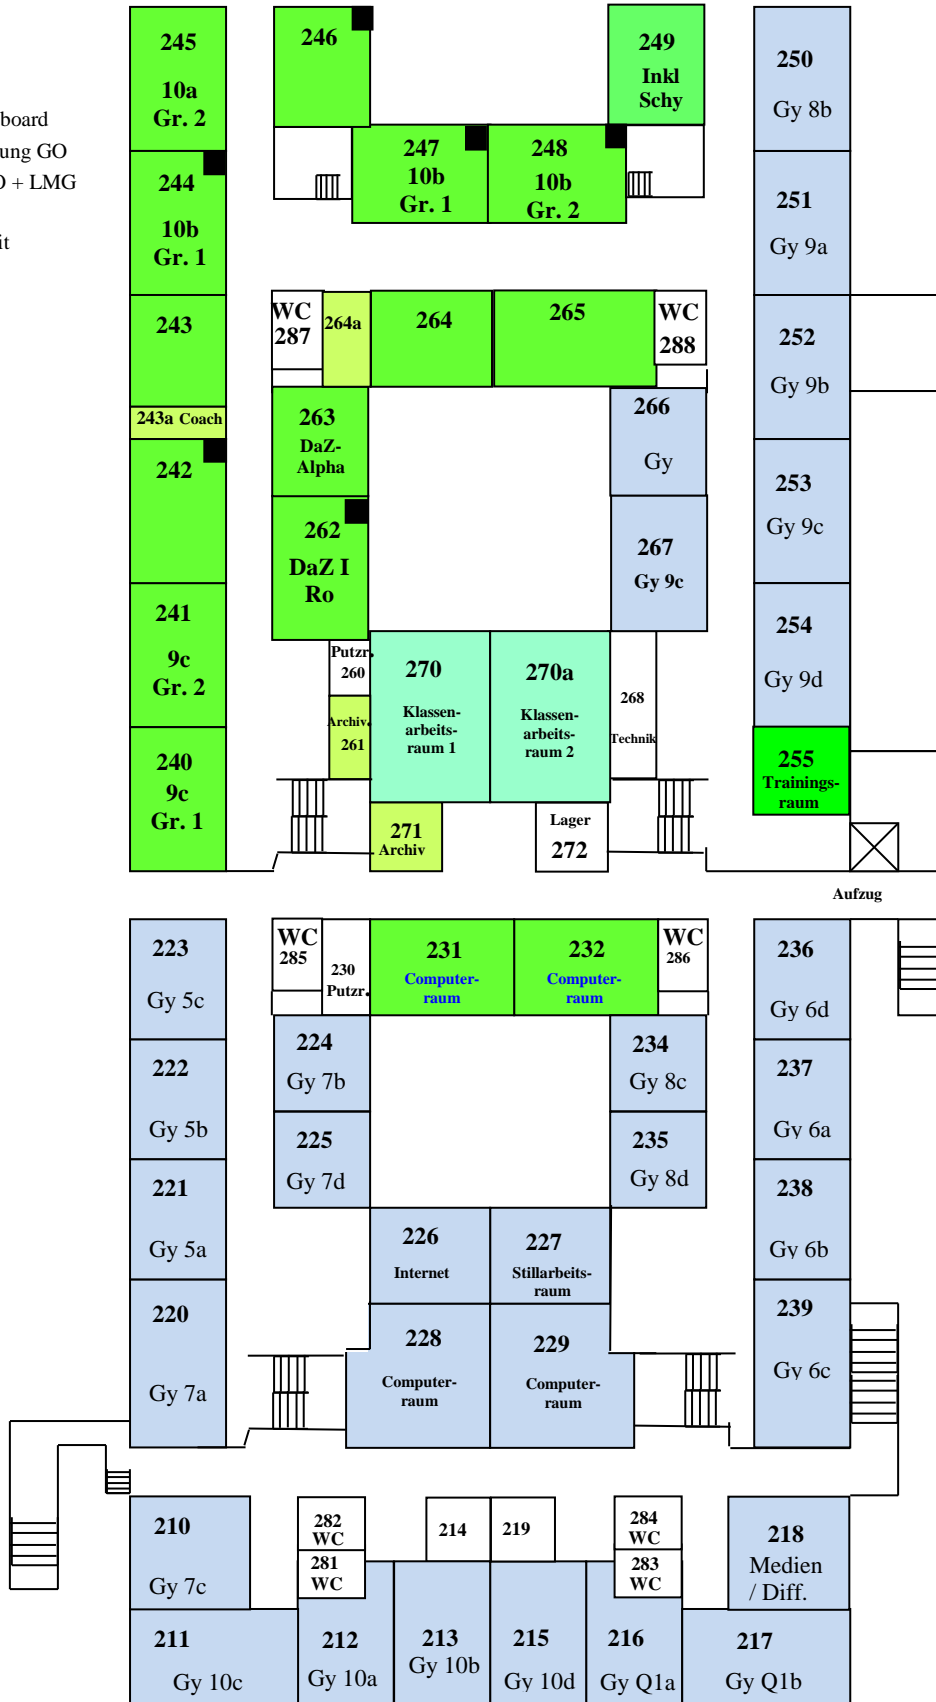 board
ung GO
+ LMG
it
245
10a
Gr. 2
246
249
Inkl
Schy
250
Gy 8b
244
10b
Gr. 1
247
10b
Gr. 1
248
10b
Gr. 2
251
Gy 9a
243
WC
287
264a
264
265
WC
288
252
Gy 9b
243a Coach
242
263
DaZ-
Alpha
266
Gy
253
Gy 9c
262
DaZ I
Ro
267
Gy 9c
241
9c
Gr. 2
254
Gy 9d
Putzr.
260
270
Klassen-
arbeits-
raum 1
270a
Klassen-
arbeits-
raum 2
268
Technik
Archiv.
261
240
9c
Gr. 1
255
Trainings-
raum
271
Archiv
Lager
272
Aufzug
223
Gy 5c
WC
285
230
Putzr.
231
Computer-
raum
232
Computer-
raum
WC
286
236
Gy 6d
222
Gy 5b
224
Gy 7b
234
Gy 8c
237
Gy 6a
225
Gy 7d
235
Gy 8d
221
Gy 5a
226
Internet
227
Stillarbeits-
raum
238
Gy 6b
220
Gy 7a
228
Computer-
raum
229
Computer-
raum
239
Gy 6c
210
Gy 7c
282
WC
281
WC
214
219
284
WC
283
WC
218
Medien
/ Diff.
211
Gy 10c
212
Gy 10a
213
Gy 10b
215
Gy 10d
216
Gy Q1a
217
Gy Q1b